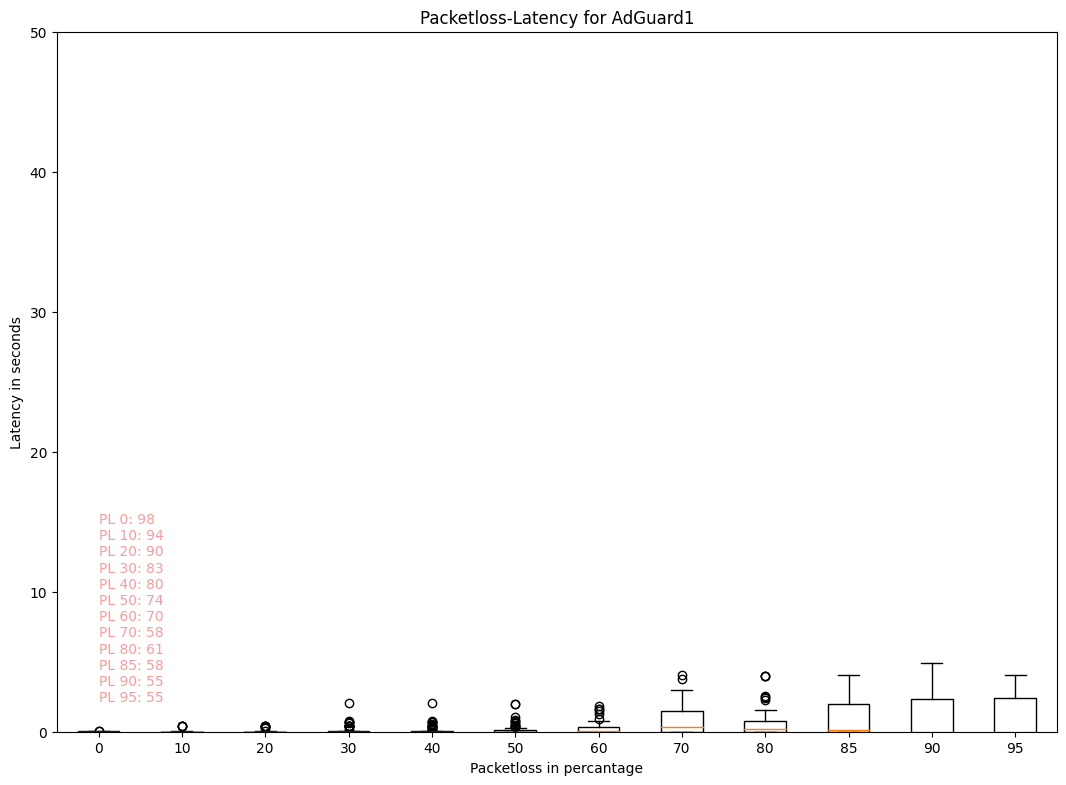 Packetloss-Latency for AdGuard1
50
40
30
20
10
0
Latency in seconds
PL 0: 98
PL 10: 94
PL 20: 90
PL 30: 83
PL 40: 80
PL 50: 74
PL 60: 70
PL 70: 58
PL 80: 61
PL 85: 58
PL 90: 55
PL 95: 55
0 10 20 30 40 50 60 70 80 85 90 95
Packetloss in percantage